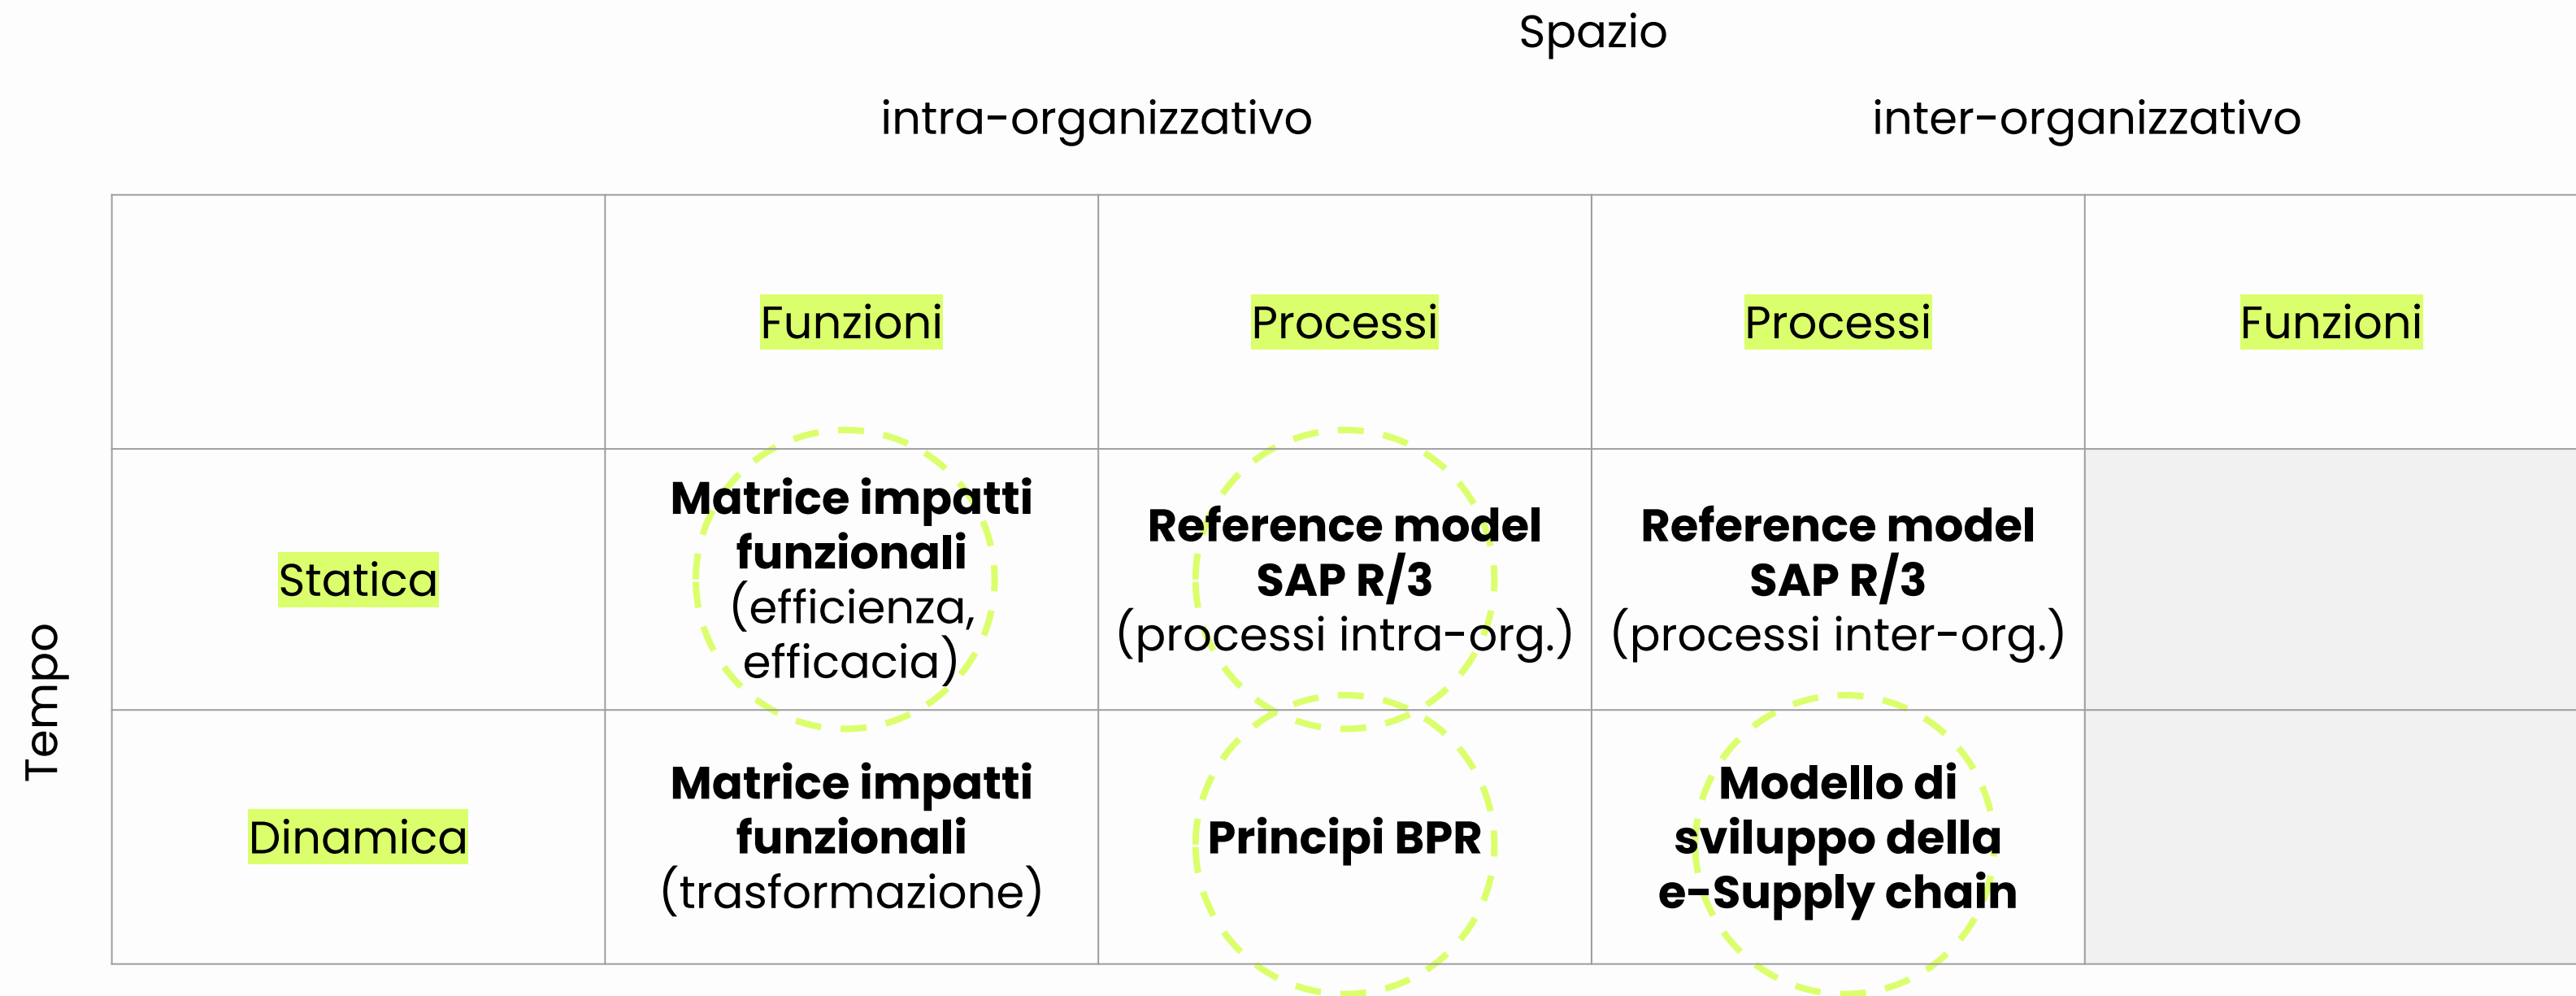 Spazio
intra-organizzativo
inter-organizzativo
Funzioni
Processi
Processi
Funzioni
Tempo
Statica
Matrice impatti
funzionali
(efficienza,
efficacia)
Reference model
SAP R/3
(processi intra-org.)
Reference model
SAP R/3
(processi inter-org.)
Dinamica
Matrice impatti
funzionali
(trasformazione)
Principi BPR
Modello di
sviluppo della
e-Supply chain